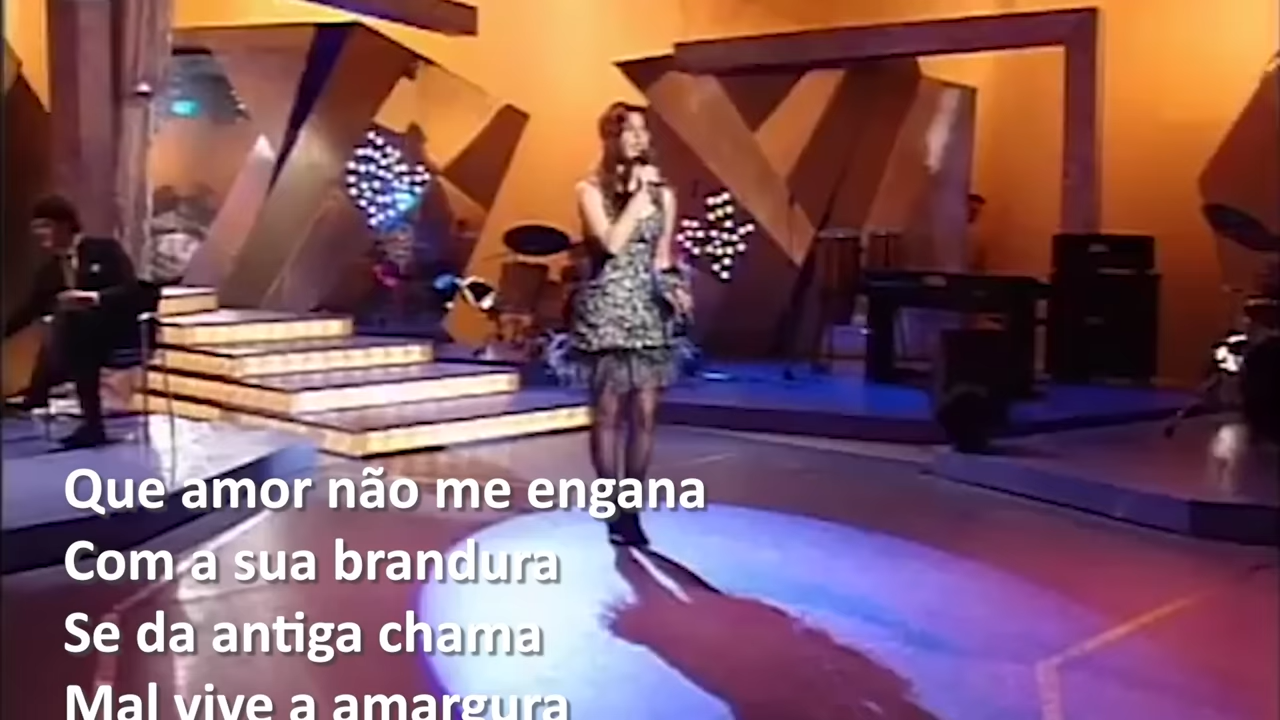 Que amor não me engana
Com a sua brandura
Se da antiga chama
Mal vive a amargura